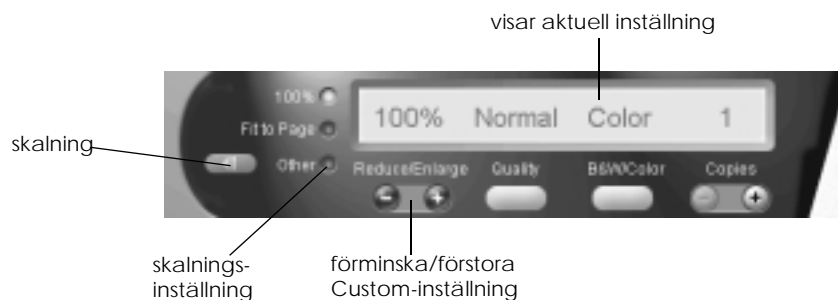 visar aktuell inställning
100%
Fit to Page
Other
100% Normal Color 1
Reduce/Enlarge Quality B&W/Color Copies
skalning
skalnings-
inställning
förminska/förstora
Custom-inställning